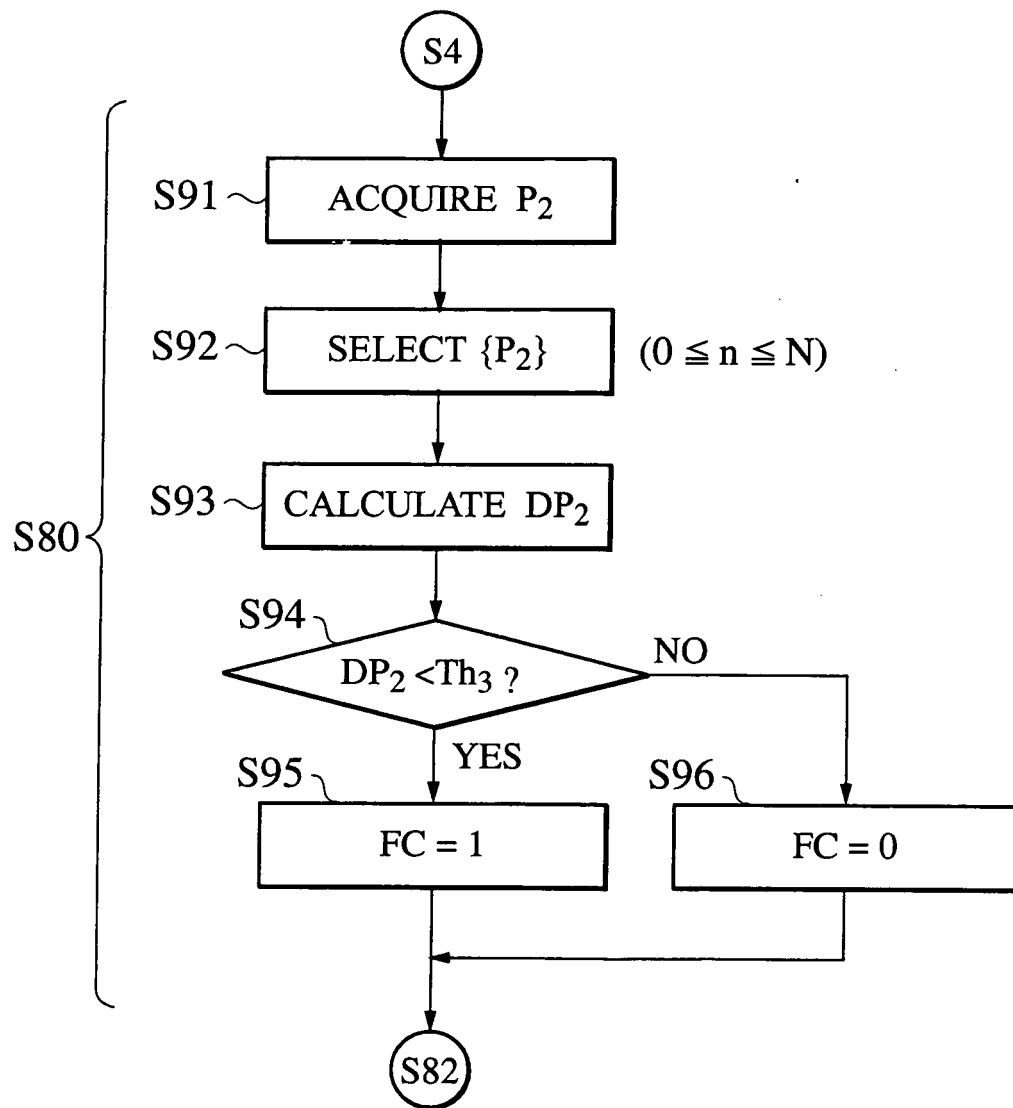 S4
S91 ACQUIRE P₂
S92 SELECT {P₂} (0 ≦ n ≦ N)
S93 CALCULATE DP₂
S80
S94
DP₂ <Th₃ ?
NO
YES
S95
S96
FC = 1
FC = 0
S82